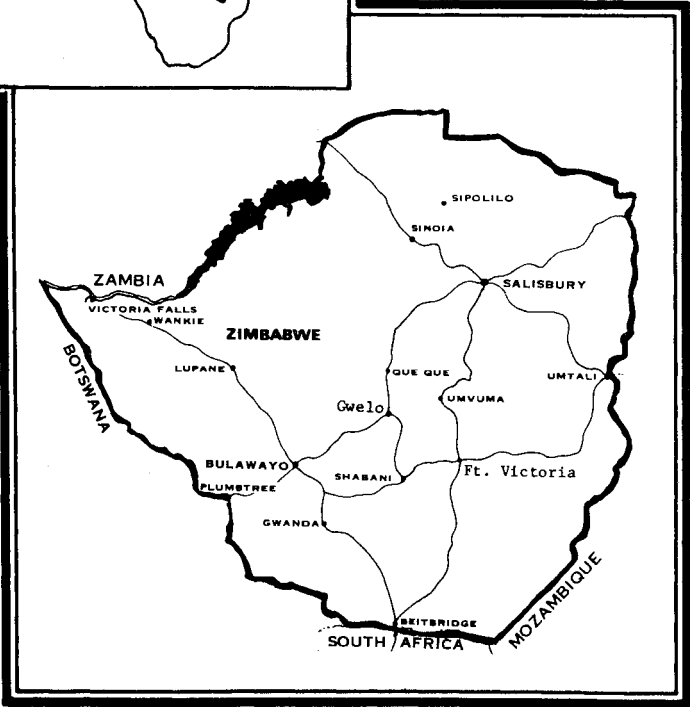 SIPOLILO
SINOIA
ZAMBIA
SALISBURY
VICTORIA FALLS
WANKIE
ZIMBABWE
BOTSWANA
LUPANE
QUE QUE
UMTALI
UMVUMA
Gwelo
BULAWAYO
SHABANI
Ft. Victoria
PLUMBTREE
GWANDA
MOZAMBIQUE
BEITBRIDGE
SOUTH AFRICA